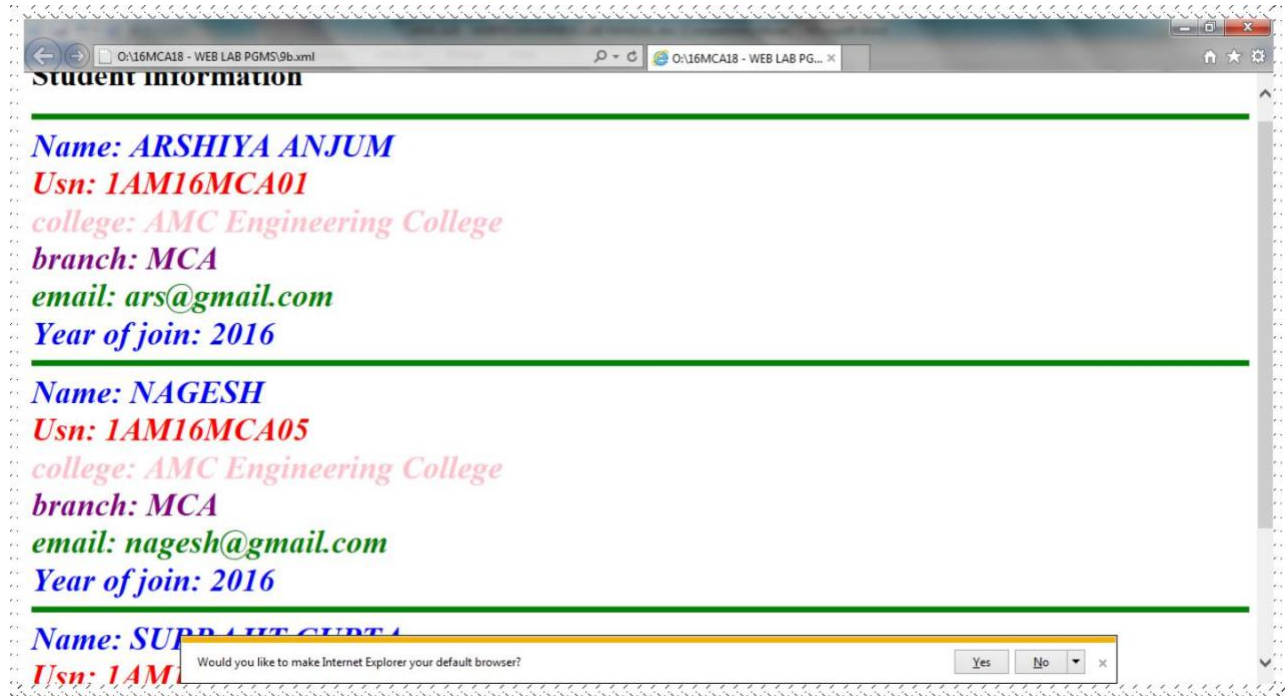 O:\16MCA18 - WEB LAB PGMS\9b.xml
O:\16MCA18 - WEB LAB PG...
Student Information
Name: ARSHIYA ANJUM
Usn: 1AM16MCA01
college: AMC Engineering College
branch: MCA
email: ars@gmail.com
Year of join: 2016
Name: NAGESH
Usn: 1AM16MCA05
college: AMC Engineering College
branch: MCA
email: nagesh@gmail.com
Year of join: 2016
Name: GUPTA
Usn: 1AM1
Would you like to make Internet Explorer your default browser?
Yes No